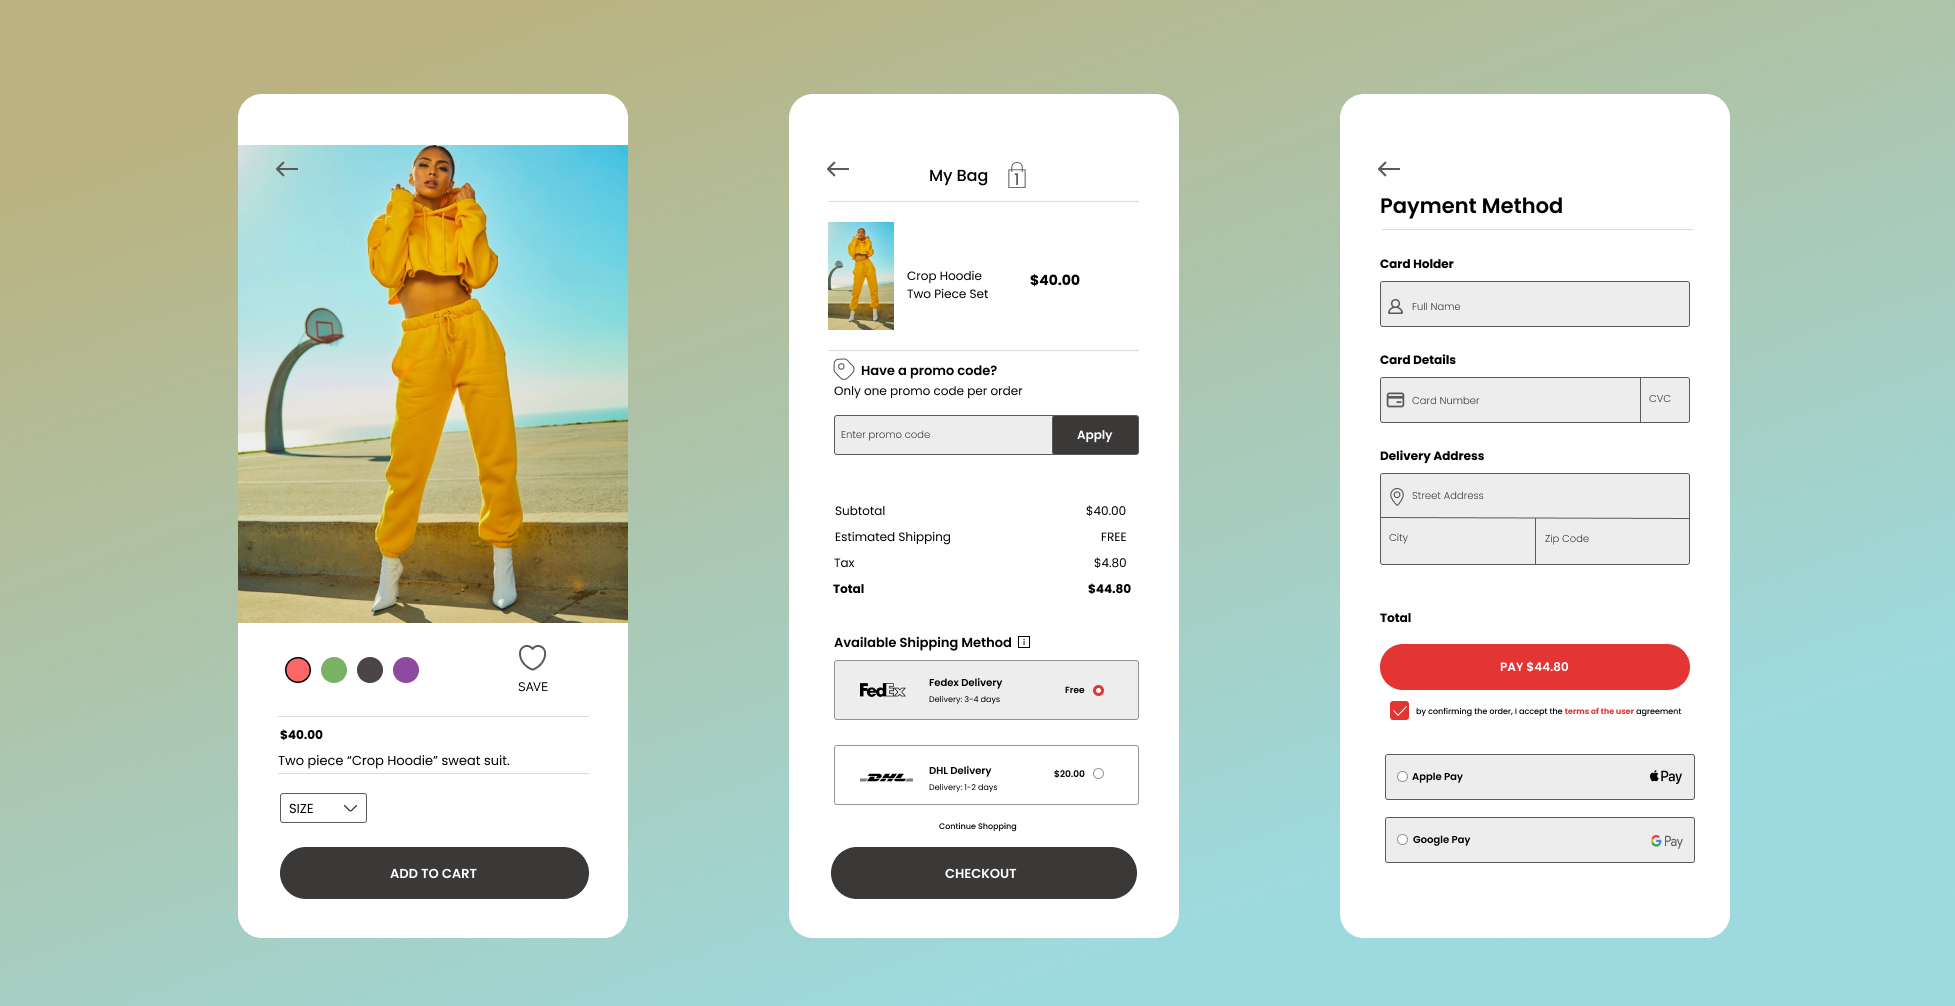 SAVE
$40.00
Two piece “Crop Hoodie” sweat suit.
SIZE
ADD TO CART
My Bag 1
Crop Hoodie
Two Piece Set
$40.00
Have a promo code?
Only one promo code per order
Enter promo code Apply
Subtotal $40.00
Estimated Shipping FREE
Tax $4.80
Total $44.80
Available Shipping Method i
FedEx
Fedex Delivery
Delivery: 3-4 days
Free
DHL
DHL Delivery
Delivery: 1-2 days
$20.00
Continue Shopping
CHECKOUT
Payment Method
Card Holder
Full Name
Card Details
Card Number CVC
Delivery Address
Street Address
City Zip Code
Total
PAY $44.80
by confirming the order, I accept the terms of the user agreement
Apple Pay Pay
Google Pay G Pay